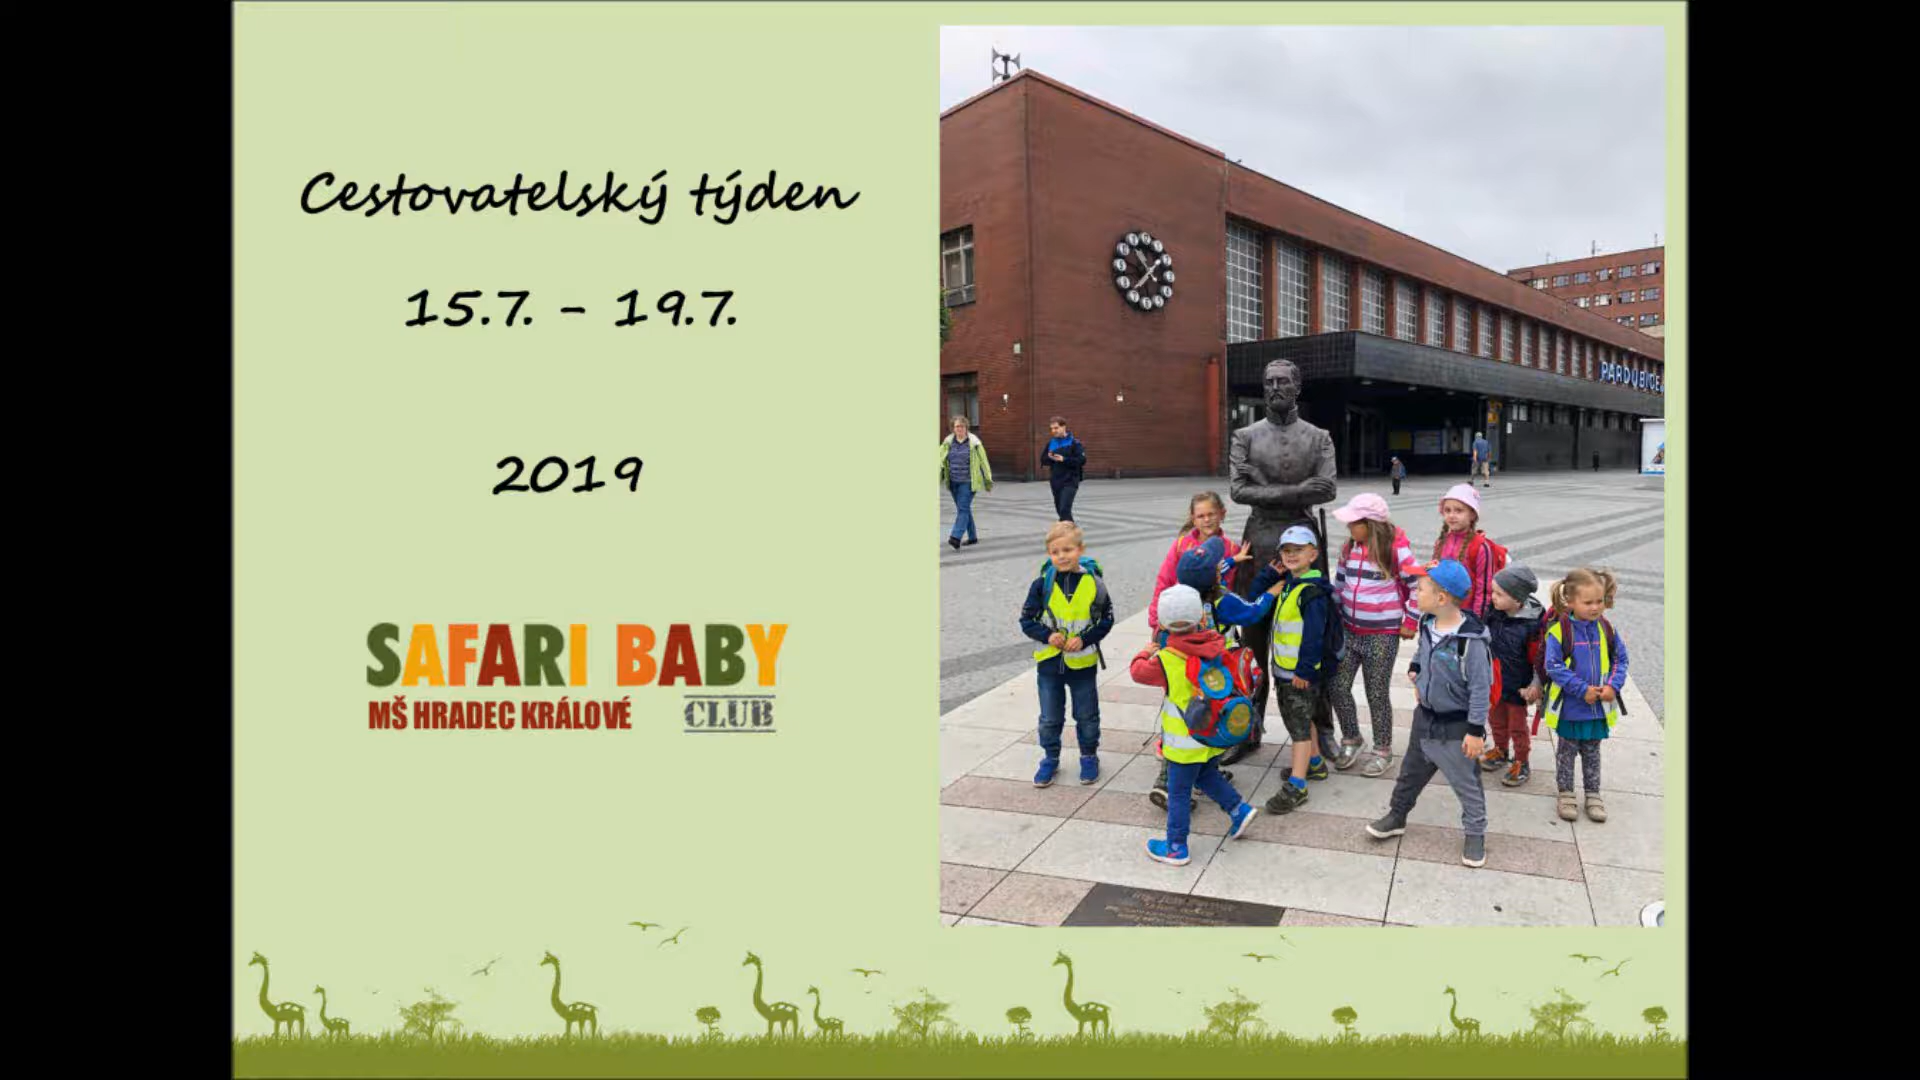 Cestovatelský týden
15.7. - 19.7.
2019
SAFARI BABY
MŠ HRADEC KRÁLOVÉ CLUB
PARDUBICE